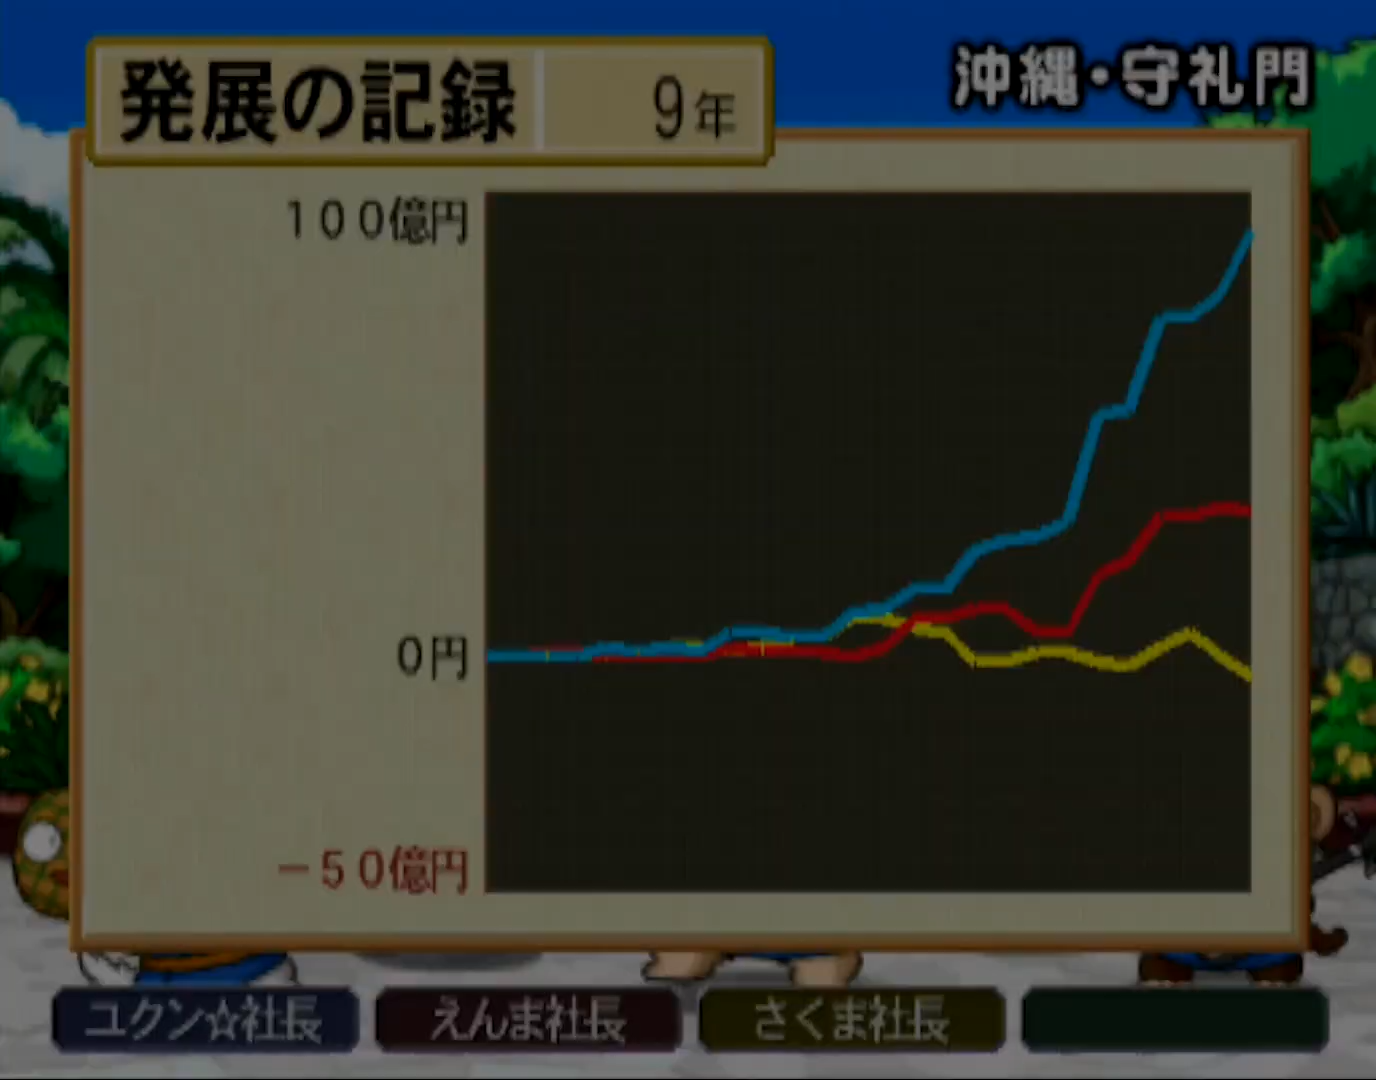 発展の記録 9年
沖縄・守礼門
１００億円
０円
－５０億円
ユクン☆社長 えんま社長 さくま社長